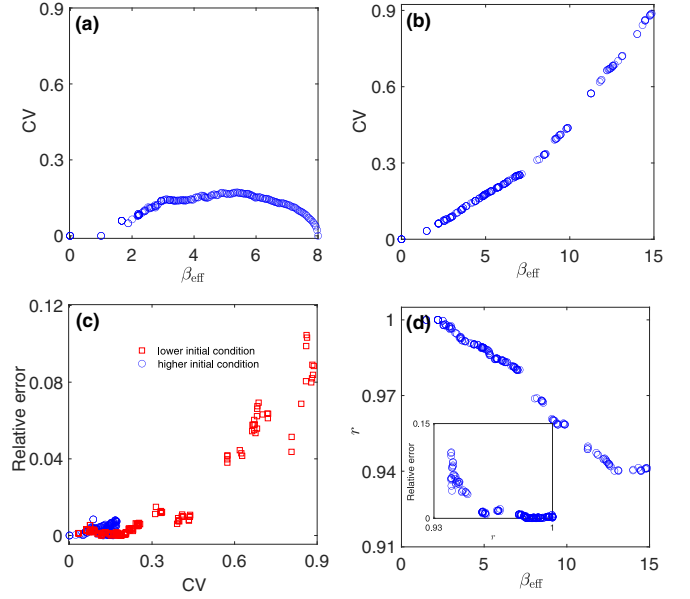 (a)
0.9
0.6
0.3
0
CV
0 2 4 6 8
β_eff
(b)
0.9
0.6
0.3
0
CV
0 5 10 15
β_eff
(c)
0.12
0.08
0.04
0
Relative error
lower initial condition
higher initial condition
0 0.3 0.6 0.9
CV
(d)
1
0.97
0.94
0.91
r
0.15
0
Relative error
0.93 1
r
0 5 10 15
β_eff